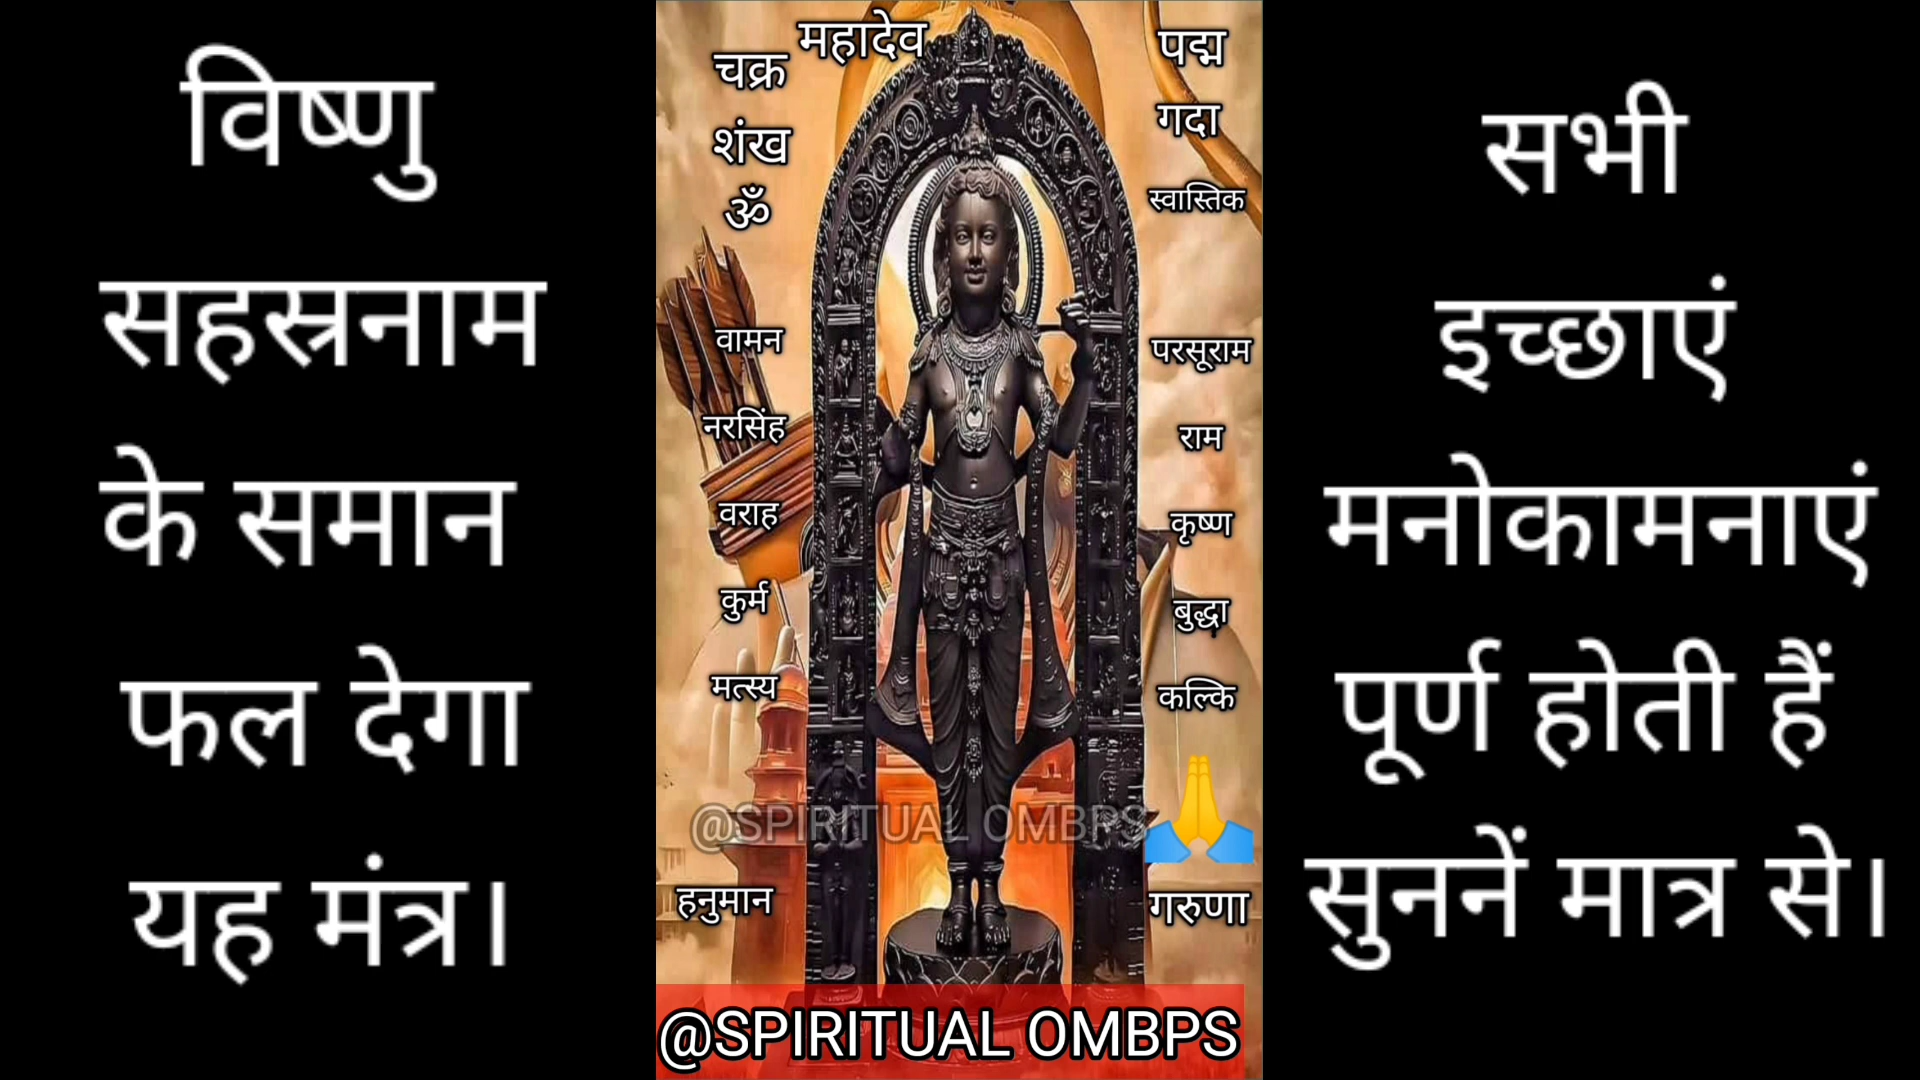 विष्णु
सहस्रनाम
के समान
फल देगा
यह मंत्र।
महादेव
चक्र
शंख
ॐ
वामन
नरसिंह
वराह
कुर्म
मत्स्य
हनुमान
पद्म
गदा
स्वास्तिक
परसूराम
राम
कृष्ण
बुद्धा
कल्कि
गरुणा
@SPIRITUAL OMBPS
@SPIRITUAL OMBPS
सभी
इच्छाएं
मनोकामनाएं
पूर्ण होती हैं
सुननें मात्र से।